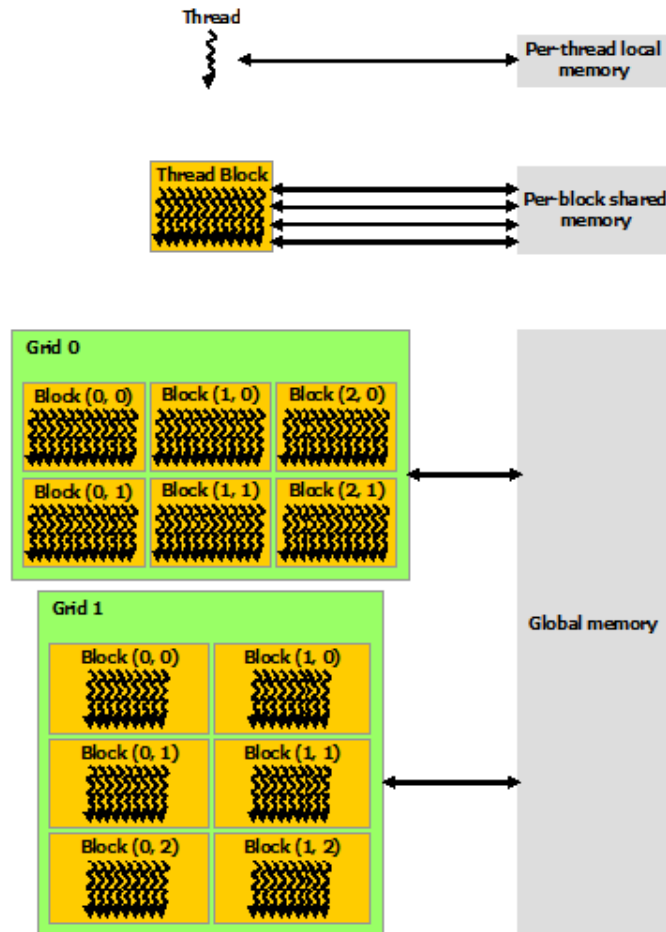 Thread
Per-thread local
memory
Thread Block
Per-block shared
memory
Grid 0
Block (0, 0)
Block (1, 0)
Block (2, 0)
Block (0, 1)
Block (1, 1)
Block (2, 1)
Grid 1
Block (0, 0)
Block (1, 0)
Global memory
Block (0, 1)
Block (1, 1)
Block (0, 2)
Block (1, 2)